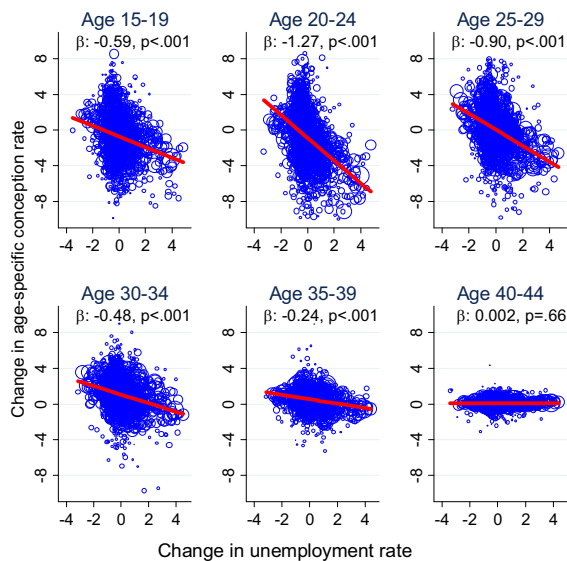 Age 15-19 Age 20-24 Age 25-29
β: -0.59, p<.001 β: -1.27, p<.001 β: -0.90, p<.001
8 8 8
4 4 4
0 0 0
-4 -4 -4
-8 -8 -8
-4 -2 0 2 4 -4 -2 0 2 4 -4 -2 0 2 4
Change in age-specific conception rate
Age 30-34 Age 35-39 Age 40-44
β: -0.48, p<.001 β: -0.24, p<.001 β: 0.002, p=.66
8 8 8
4 4 4
0 0 0
-4 -4 -4
-8 -8 -8
-4 -2 0 2 4 -4 -2 0 2 4 -4 -2 0 2 4
Change in unemployment rate